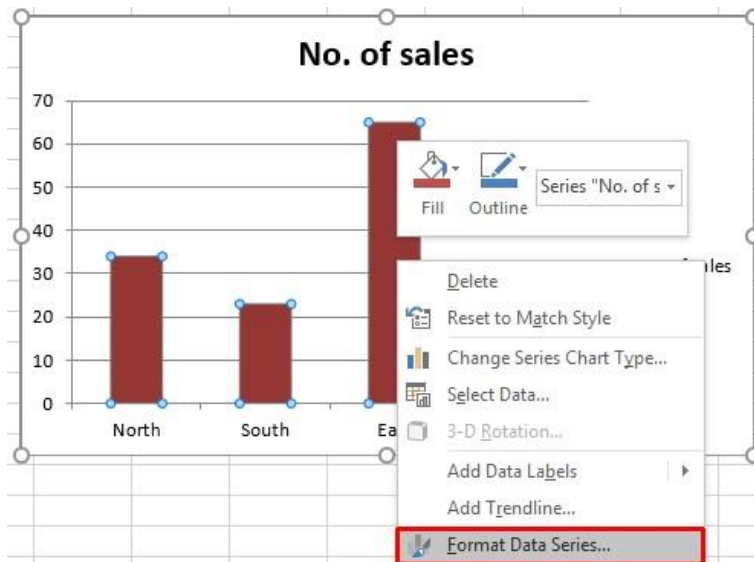 No. of sales
70
60
50
40
30
20
10
0
North South Ea
Fill Outline Series "No. of s
ales
Delete
Reset to Match Style
Change Series Chart Type...
Select Data...
3-D Rotation...
Add Data Labels
Add Trendline...
Format Data Series...